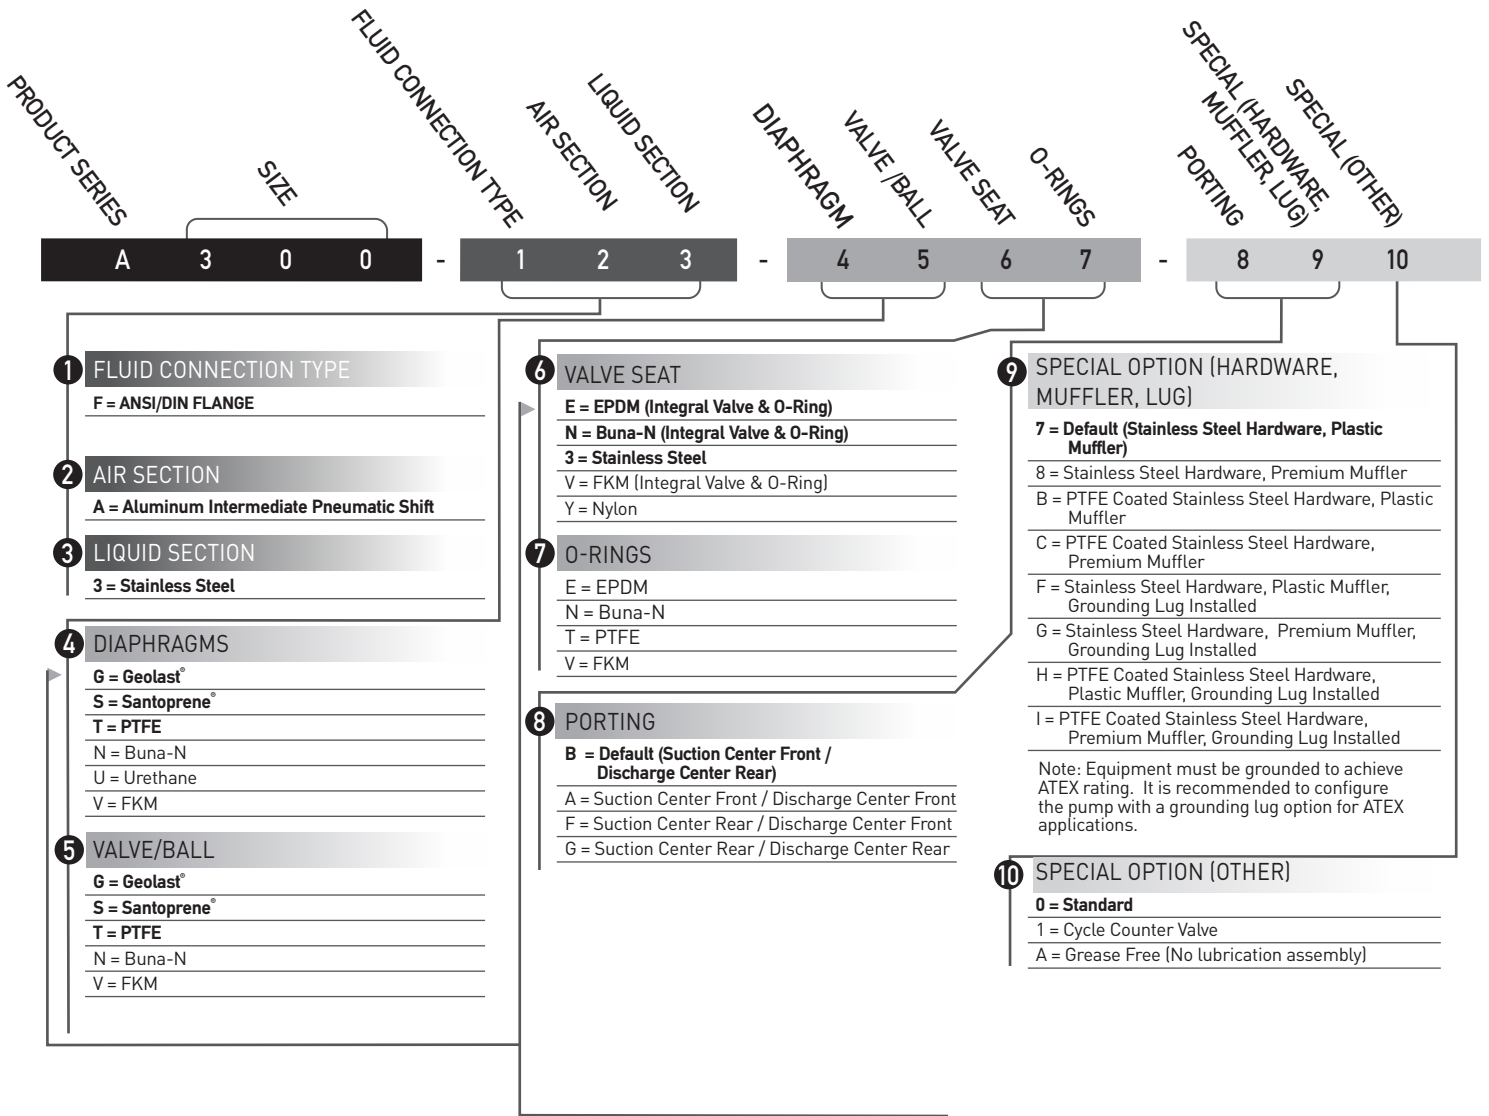 PRODUCT SERIES
SIZE
FLUID CONNECTION TYPE
AIR SECTION
LIQUID SECTION
DIAPHRAGM
VALVE /BALL
VALVE SEAT
O-RINGS
PORTING
SPECIAL (HARDWARE,
MUFFLER, LUG)
SPECIAL (OTHER)
A 3 0 0 - 1 2 3 - 4 5 6 7 - 8 9 10
1 FLUID CONNECTION TYPE
F = ANSI/DIN FLANGE
2 AIR SECTION
A = Aluminum Intermediate Pneumatic Shift
3 LIQUID SECTION
3 = Stainless Steel
4 DIAPHRAGMS
G = Geolast®
S = Santoprene®
T = PTFE
N = Buna-N
U = Urethane
V = FKM
5 VALVE/BALL
G = Geolast®
S = Santoprene®
T = PTFE
N = Buna-N
V = FKM
6 VALVE SEAT
E = EPDM (Integral Valve & O-Ring)
N = Buna-N (Integral Valve & O-Ring)
3 = Stainless Steel
V = FKM (Integral Valve & O-Ring)
Y = Nylon
7 O-RINGS
E = EPDM
N = Buna-N
T = PTFE
V = FKM
8 PORTING
B = Default (Suction Center Front /
Discharge Center Rear)
A = Suction Center Front / Discharge Center Front
F = Suction Center Rear / Discharge Center Front
G = Suction Center Rear / Discharge Center Rear
9 SPECIAL OPTION (HARDWARE,
MUFFLER, LUG)
7 = Default (Stainless Steel Hardware, Plastic
Muffler)
8 = Stainless Steel Hardware, Premium Muffler
B = PTFE Coated Stainless Steel Hardware, Plastic
Muffler
C = PTFE Coated Stainless Steel Hardware,
Premium Muffler
F = Stainless Steel Hardware, Plastic Muffler,
Grounding Lug Installed
G = Stainless Steel Hardware, Premium Muffler,
Grounding Lug Installed
H = PTFE Coated Stainless Steel Hardware,
Plastic Muffler, Grounding Lug Installed
I = PTFE Coated Stainless Steel Hardware,
Premium Muffler, Grounding Lug Installed
Note: Equipment must be grounded to achieve
ATEX rating. It is recommended to configure
the pump with a grounding lug option for ATEX
applications.
10 SPECIAL OPTION (OTHER)
0 = Standard
1 = Cycle Counter Valve
A = Grease Free (No lubrication assembly)